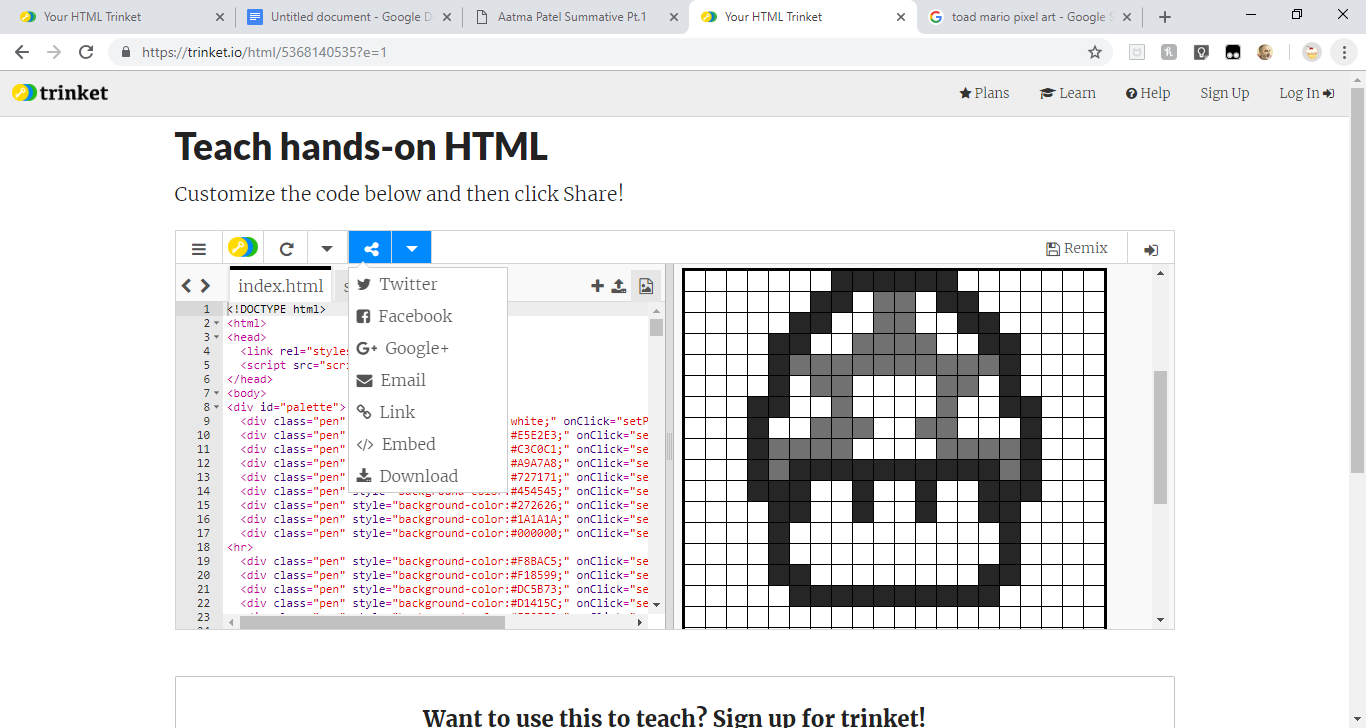 Your HTML Trinket
Untitled document - Google D
Aatma Patel Summative Pt.1
Your HTML Trinket
toad mario pixel art - Google S
https://trinket.io/html/5368140535?e=1
trinket
Plans
Learn
Help
Sign Up
Log In
Teach hands-on HTML
Customize the code below and then click Share!
Remix
index.html
s
Twitter
Facebook
Google+
Email
Link
Embed
Download
1 <!DOCTYPE html>
2 <html>
3 <head>
4 <link rel="styles
5 <script src="scri
6 </head>
7 <body>
8 <div id="palette">
9 <div class="pen" white;" onClick="setP
10 <div class="pen" #E5E2E3;" onClick="se
11 <div class="pen" #C3C0C1;" onClick="se
12 <div class="pen" #A9A7A8;" onClick="se
13 <div class="pen" #727171;" onClick="se
14 <div class="pen" style="background-color:#454545;" onClick="se
15 <div class="pen" style="background-color:#272626;" onClick="se
16 <div class="pen" style="background-color:#1A1A1A;" onClick="se
17 <div class="pen" style="background-color:#000000;" onClick="se
18 <hr>
19 <div class="pen" style="background-color:#F8BAC5;" onClick="se
20 <div class="pen" style="background-color:#F18599;" onClick="se
21 <div class="pen" style="background-color:#DC5B73;" onClick="se
22 <div class="pen" style="background-color:#D1415C;" onClick="se
23
Want to use this to teach? Sign up for trinket!